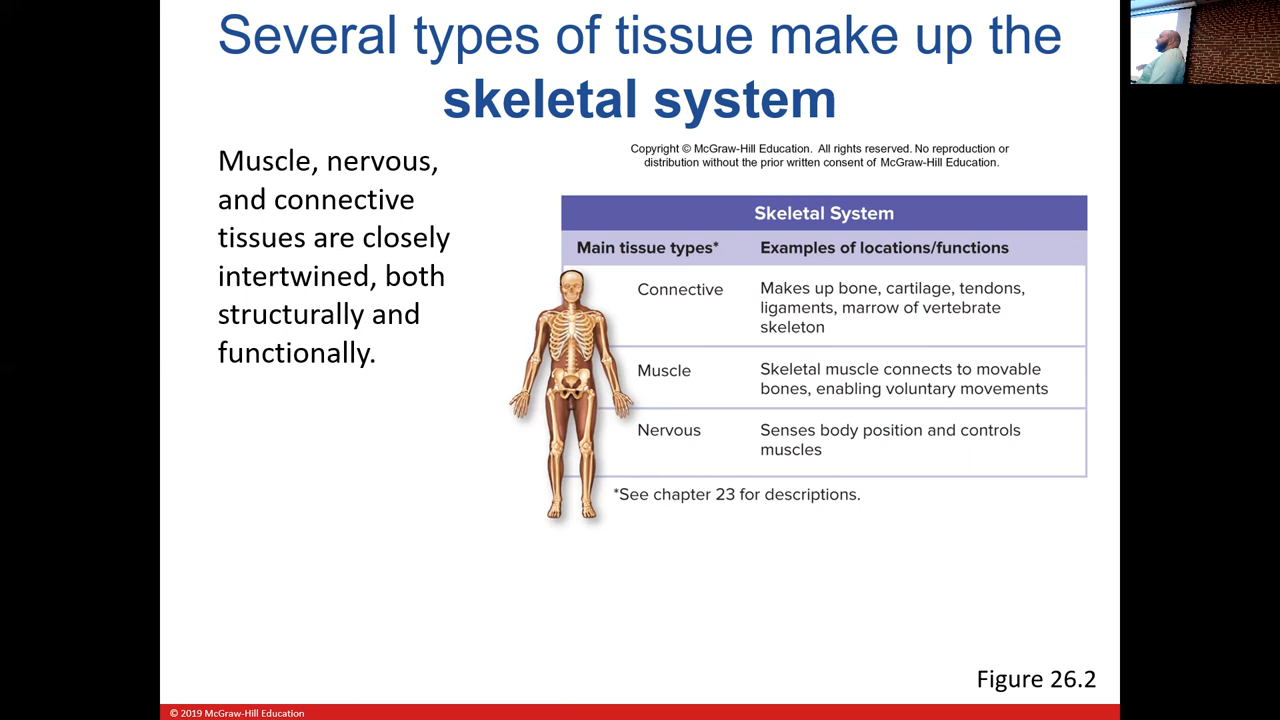 Several types of tissue make up the
skeletal system
Muscle, nervous,
and connective
tissues are closely
intertwined, both
structurally and
functionally.
Copyright © McGraw-Hill Education. All rights reserved. No reproduction or
distribution without the prior written consent of McGraw-Hill Education.
Skeletal System
Main tissue types* Examples of locations/functions
Connective Makes up bone, cartilage, tendons,
ligaments, marrow of vertebrate
skeleton
Muscle Skeletal muscle connects to movable
bones, enabling voluntary movements
Nervous Senses body position and controls
muscles
*See chapter 23 for descriptions.
Figure 26.2
© 2019 McGraw-Hill Education